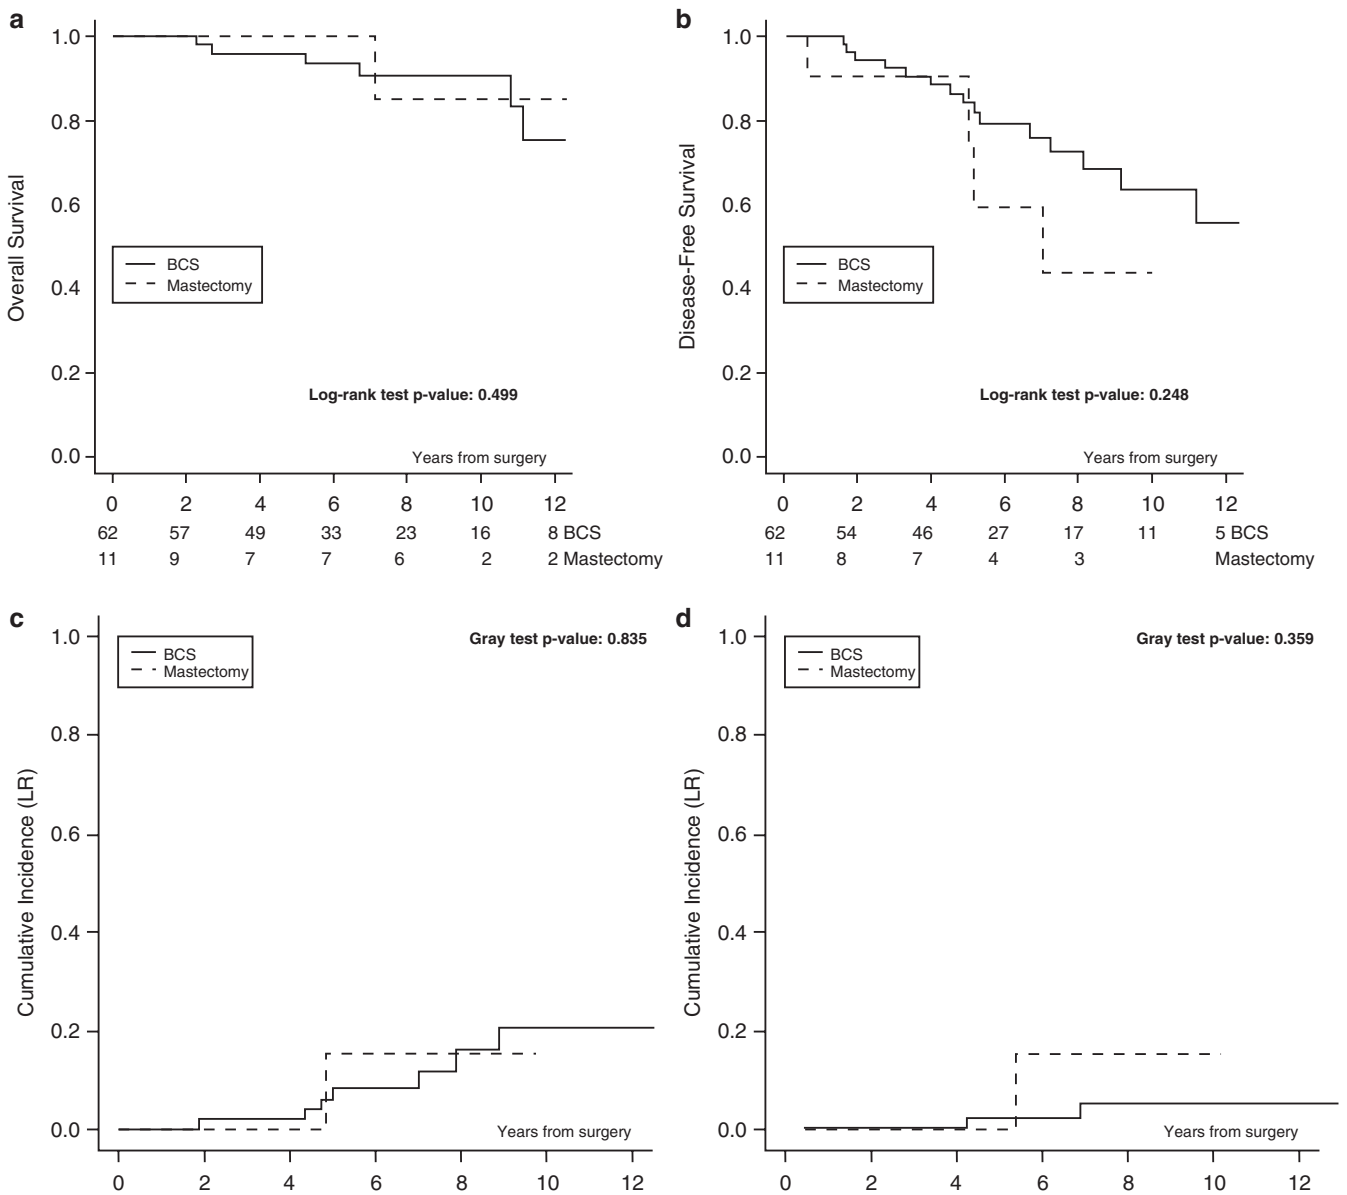 a
Overall Survival
1.0
0.8
0.6
0.4
0.2
0.0
BCS
Mastectomy
Log-rank test p-value: 0.499
Years from surgery
0 2 4 6 8 10 12
62 57 49 33 23 16 8 BCS
11 9 7 7 6 2 2 Mastectomy
b
Disease-Free Survival
1.0
0.8
0.6
0.4
0.2
0.0
BCS
Mastectomy
Log-rank test p-value: 0.248
Years from surgery
0 2 4 6 8 10 12
62 54 46 27 17 11 5 BCS
11 8 7 4 3 Mastectomy
c
Cumulative Incidence (LR)
1.0
0.8
0.6
0.4
0.2
0.0
BCS
Mastectomy
Gray test p-value: 0.835
Years from surgery
0 2 4 6 8 10 12
d
Cumulative Incidence (LR)
1.0
0.8
0.6
0.4
0.2
0.0
BCS
Mastectomy
Gray test p-value: 0.359
Years from surgery
0 2 4 6 8 10 12